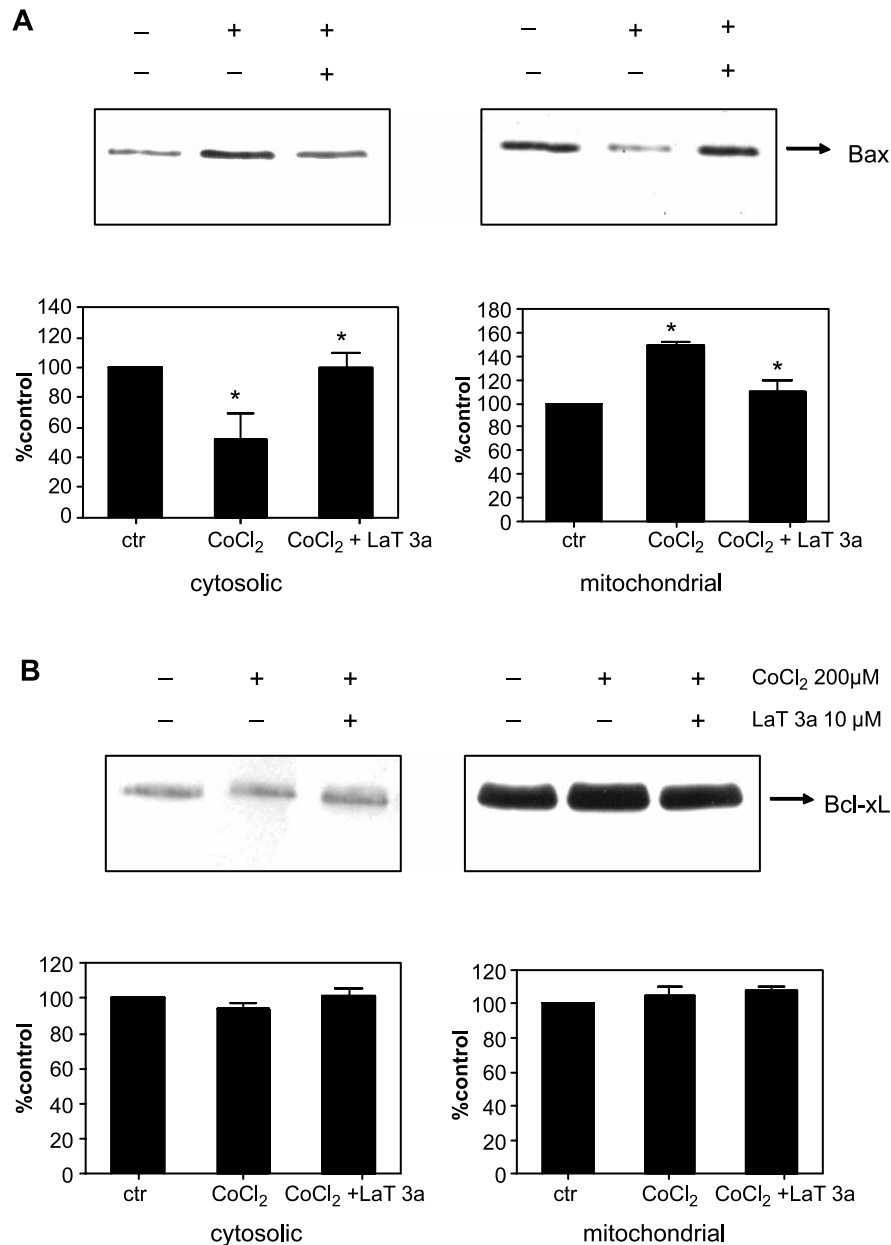 A
– + + – + +
– – + – – +
Bax
140
120
100
80
60
40
20
0
%control
*
*
ctr CoCl₂ CoCl₂ + LaT 3a
cytosolic
180
160
140
120
100
80
60
40
20
0
%control
*
*
ctr CoCl₂ CoCl₂ + LaT 3a
mitochondrial
B
– + + – + + CoCl₂ 200µM
– – + – – + LaT 3a 10 µM
Bcl-xL
120
100
80
60
40
20
0
%control
ctr CoCl₂ CoCl₂ +LaT 3a
cytosolic
120
100
80
60
40
20
0
%control
ctr CoCl₂ CoCl₂ +LaT 3a
mitochondrial